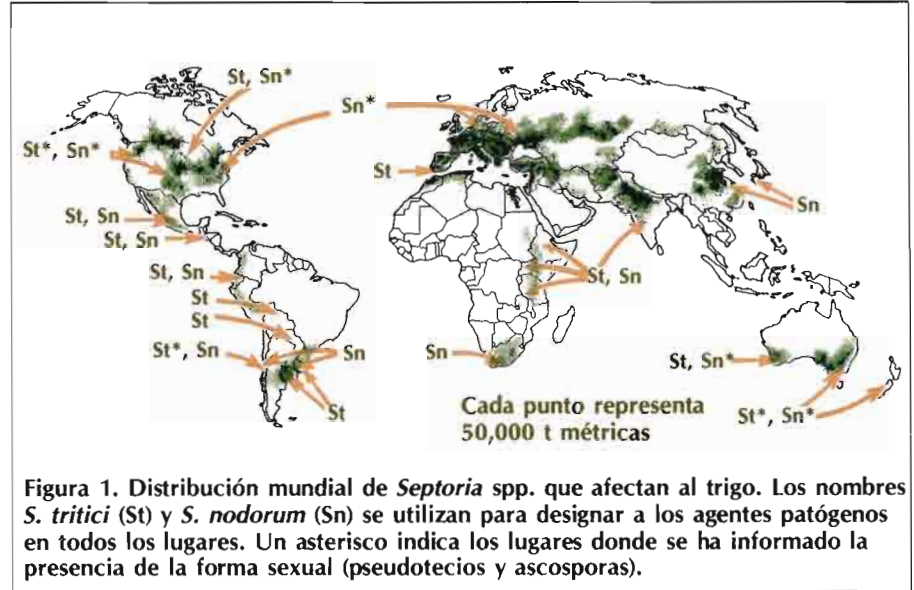 St, Sn*
Sn*
St*, Sn*
St
Sn
St, Sn
St, Sn
St, Sn
St, Sn
St
St
St*, Sn
Sn
Sn
St, Sn*
St
Cada punto representa
50,000 t métricas
St*, Sn*
Figura 1. Distribución mundial de Septoria spp. que afectan al trigo. Los nombres
S. tritici (St) y S. nodorum (Sn) se utilizan para designar a los agentes patógenos
en todos los lugares. Un asterisco indica los lugares donde se ha informado la
presencia de la forma sexual (pseudotecios y ascosporas).